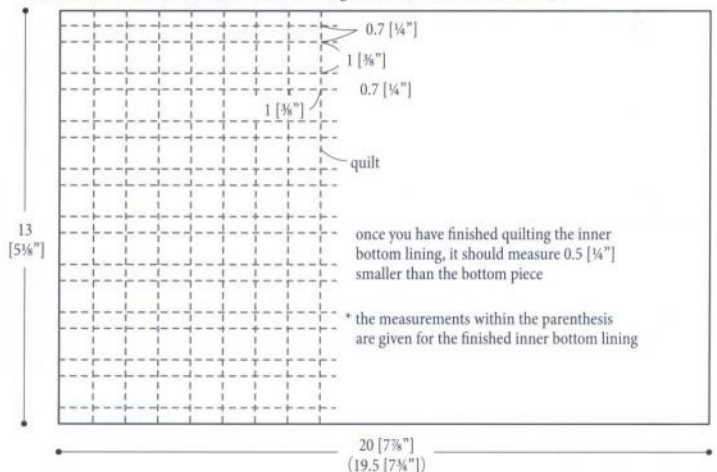 0.7 [¼”]
1 [⅜”]
0.7 [¼”]
1 [⅜”]
quilt
13
[5⅛”]
once you have finished quilting the inner
bottom lining, it should measure 0.5 [¼”]
smaller than the bottom piece
* the measurements within the parenthesis
are given for the finished inner bottom lining
20 [7⅞”]
(19.5 [7¾”])